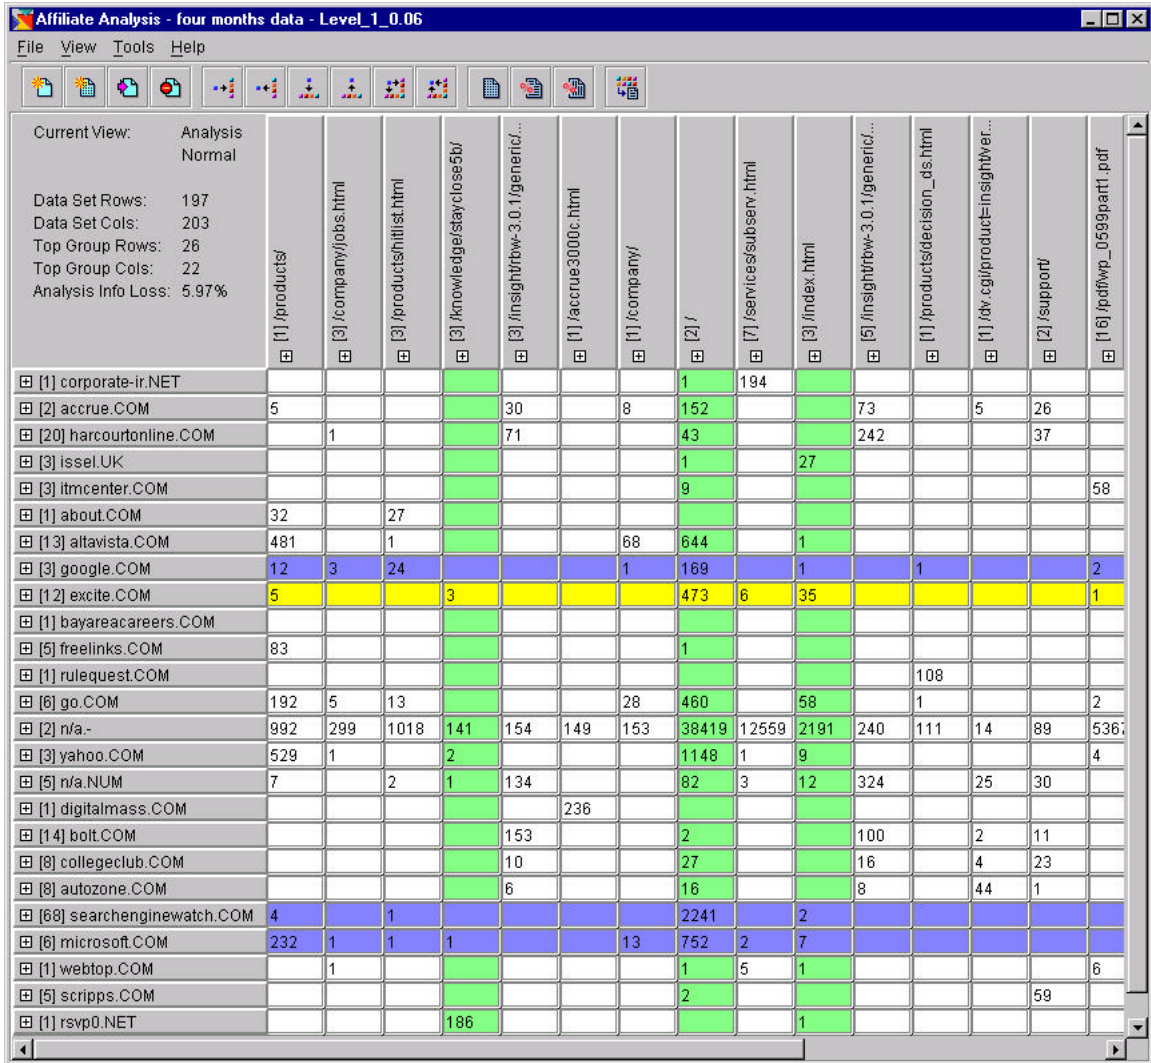 Affiliate Analysis - four months data - Level_1_0.06
File View Tools Help
Current View: Analysis
Normal
Data Set Rows: 197
Data Set Cols: 203
Top Group Rows: 26
Top Group Cols: 22
Analysis Info Loss: 5.97%
[1] /products/
[3] /company/jobs.html
[3] /products/hitlist.html
[3] /knowledge/stayclose5b/
[3] /insight/rbw-3.0.1/generic/...
[1] /accrue3000c.html
[1] /company/
[2] /
[7] /services/subserv.html
[3] /index.html
[5] /insight/rbw-3.0.1/generic/...
[1] /products/decision_ds.html
[1] /dv.cgi/product=insight/ver...
[2] /support/
[16] /pdf/wp_0599part1.pdf
[1] corporate-ir.NET 1 194
[2] accrue.COM 5 30 8 152 73 5 26
[20] harcourtonline.COM 1 71 43 242 37
[3] issel.UK 1 27
[3] itmcenter.COM 9 58
[1] about.COM 32 27
[13] altavista.COM 481 1 68 644 1
[3] google.COM 12 3 24 1 169 1 1 2
[12] excite.COM 5 3 473 6 35 1
[1] bayareacareers.COM
[5] freelinks.COM 83 1
[1] rulequest.COM 108
[6] go.COM 192 5 13 28 460 58 1 2
[2] n/a.- 992 299 1018 141 154 149 153 38419 12559 2191 240 111 14 89 5367
[3] yahoo.COM 529 1 2 1148 1 9 4
[5] n/a.NUM 7 2 1 134 82 3 12 324 25 30
[1] digitalmass.COM 236
[14] bolt.COM 153 2 100 2 11
[8] collegeclub.COM 10 27 16 4 23
[8] autozone.COM 6 16 8 44 1
[68] searchenginewatch.COM 4 1 2241 2
[6] microsoft.COM 232 1 1 1 13 752 2 7
[1] webtop.COM 1 1 5 1 6
[5] scripps.COM 2 59
[1] rsvp0.NET 186 1